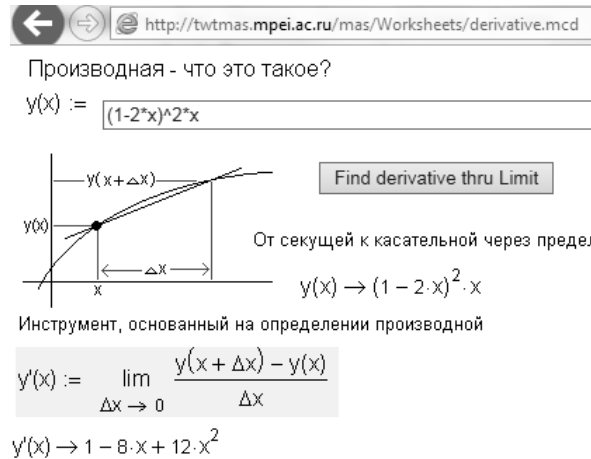 http://twtmas.mpei.ac.ru/mas/Worksheets/derivative.mcd
Производная - что это такое?
y(x) := (1-2*x)^2*x
y(x+Δx)
Find derivative thru Limit
y(x)
От секущей к касательной через предел
Δx
x
y(x) → (1 − 2·x)²·x
Инструмент, основанный на определении производной
y'(x) := lim Δx → 0 (y(x + Δx) − y(x)) / Δx
y'(x) → 1 − 8·x + 12·x²